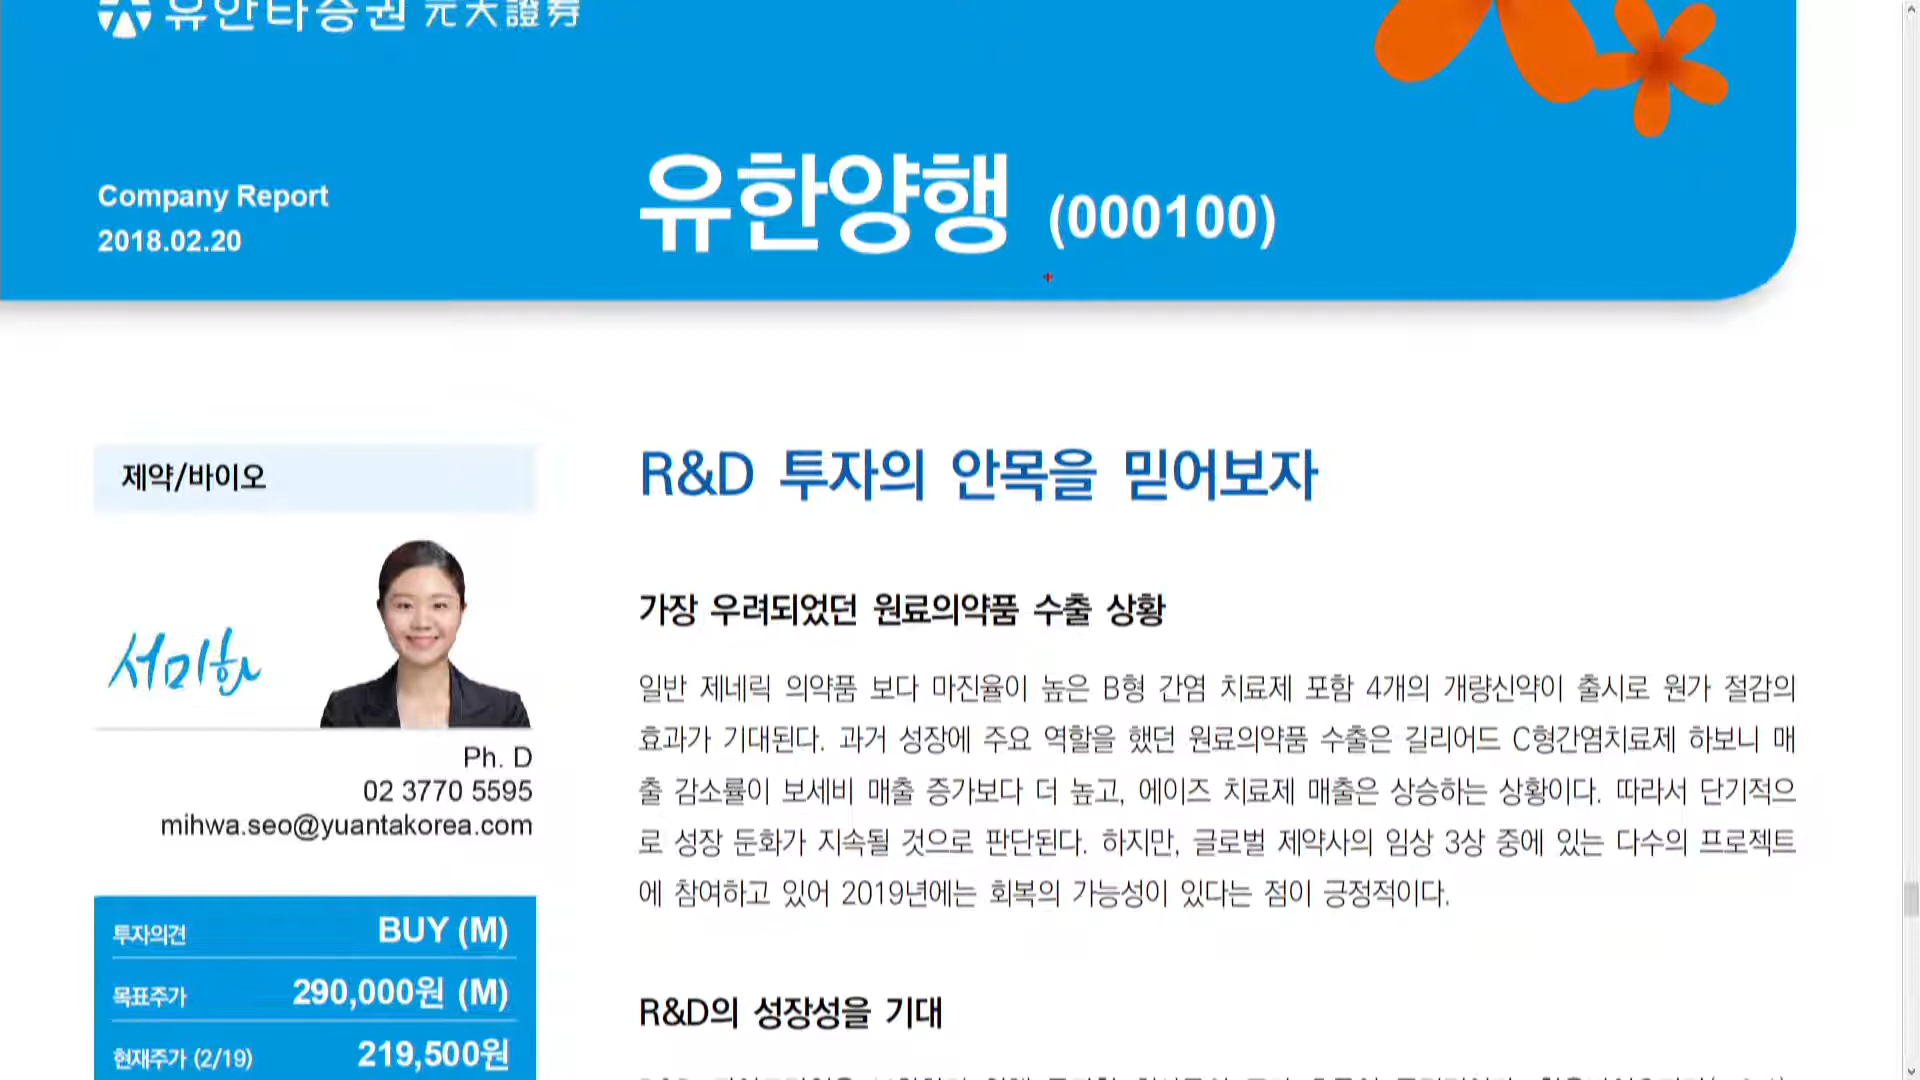 유안타증권 元大證券
Company Report
2018.02.20
유한양행 (000100)
제약/바이오
서미화
Ph. D
02 3770 5595
mihwa.seo@yuantakorea.com
투자의견 BUY (M)
목표주가 290,000원 (M)
현재주가 (2/19) 219,500원
R&D 투자의 안목을 믿어보자
가장 우려되었던 원료의약품 수출 상황
일반 제네릭 의약품 보다 마진율이 높은 B형 간염 치료제 포함 4개의 개량신약이 출시로 원가 절감의
효과가 기대된다. 과거 성장에 주요 역할을 했던 원료의약품 수출은 길리어드 C형간염치료제 하보니 매
출 감소률이 보세비 매출 증가보다 더 높고, 에이즈 치료제 매출은 상승하는 상황이다. 따라서 단기적으
로 성장 둔화가 지속될 것으로 판단된다. 하지만, 글로벌 제약사의 임상 3상 중에 있는 다수의 프로젝트
에 참여하고 있어 2019년에는 회복의 가능성이 있다는 점이 긍정적이다.
R&D의 성장성을 기대